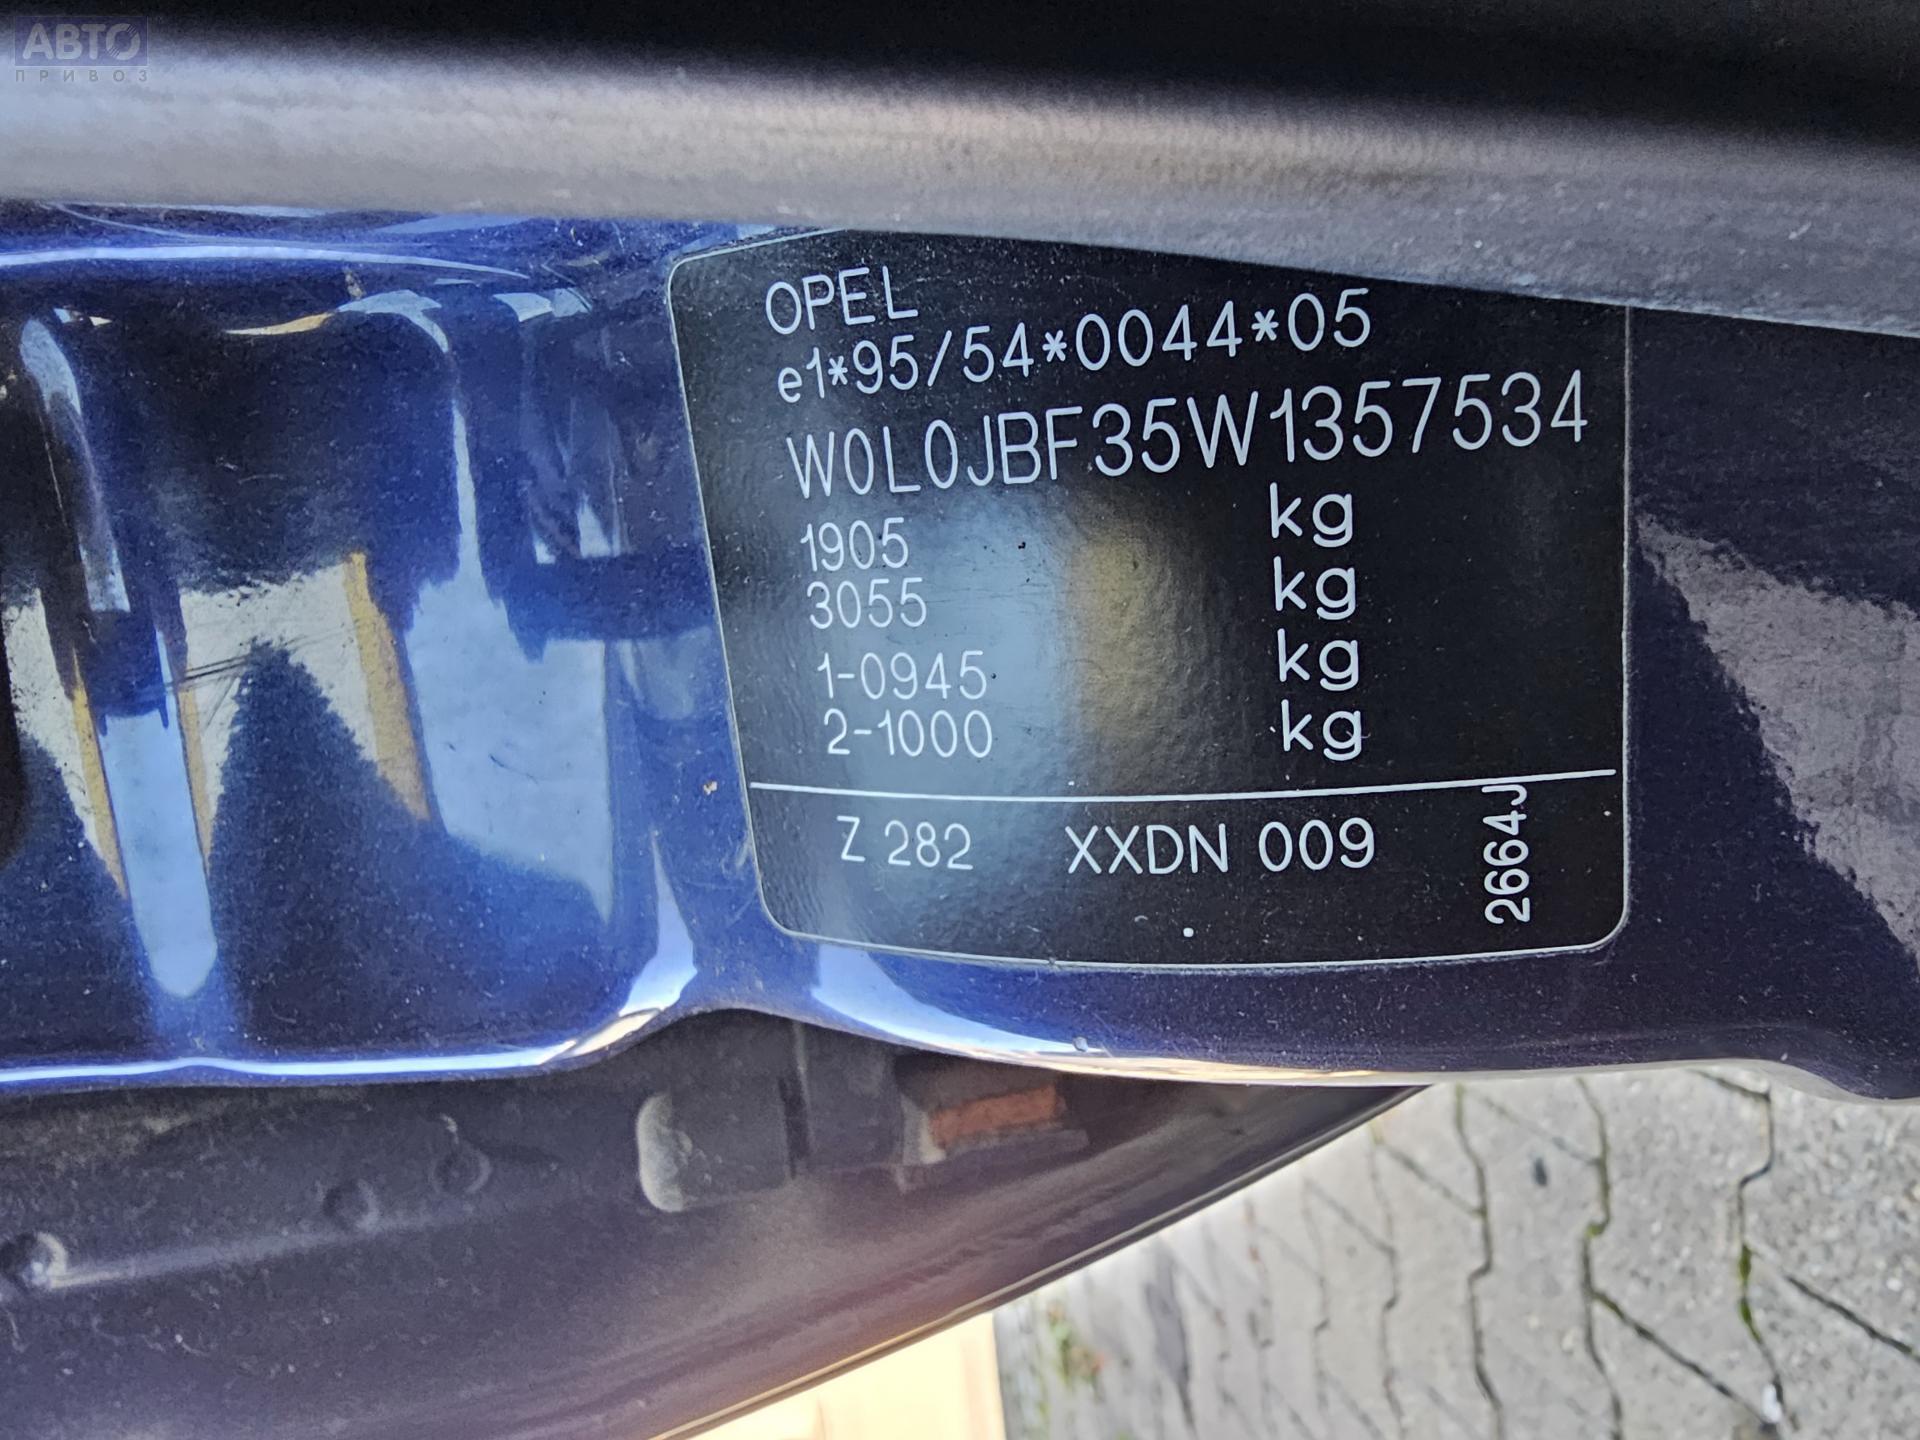 АВТО
ПРИВОЗ
OPEL
e1*95/54*0044*05
W0L0JBF35W1357534
1905 kg
3055 kg
1-0945 kg
2-1000 kg
Z 282 XXDN 009
2664J